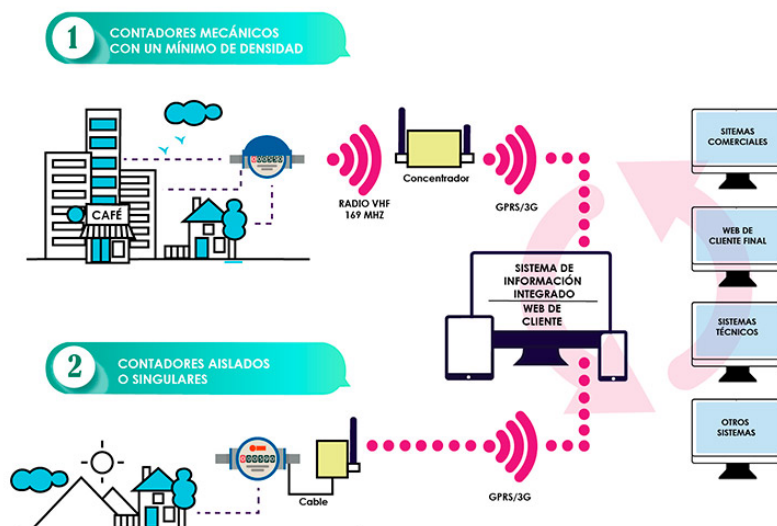 1
CONTADORES MECÁNICOS
CON UN MÍNIMO DE DENSIDAD
CAFÉ
RADIO VHF
169 MHZ
Concentrador
GPRS/3G
SITEMAS
COMERCIALES
WEB DE
CLIENTE FINAL
SISTEMAS
TÉCNICOS
OTROS
SISTEMAS
SISTEMA DE
INFORMACIÓN
INTEGRADO
WEB DE
CLIENTE
2
CONTADORES AISLADOS
O SINGULARES
Cable
GPRS/3G